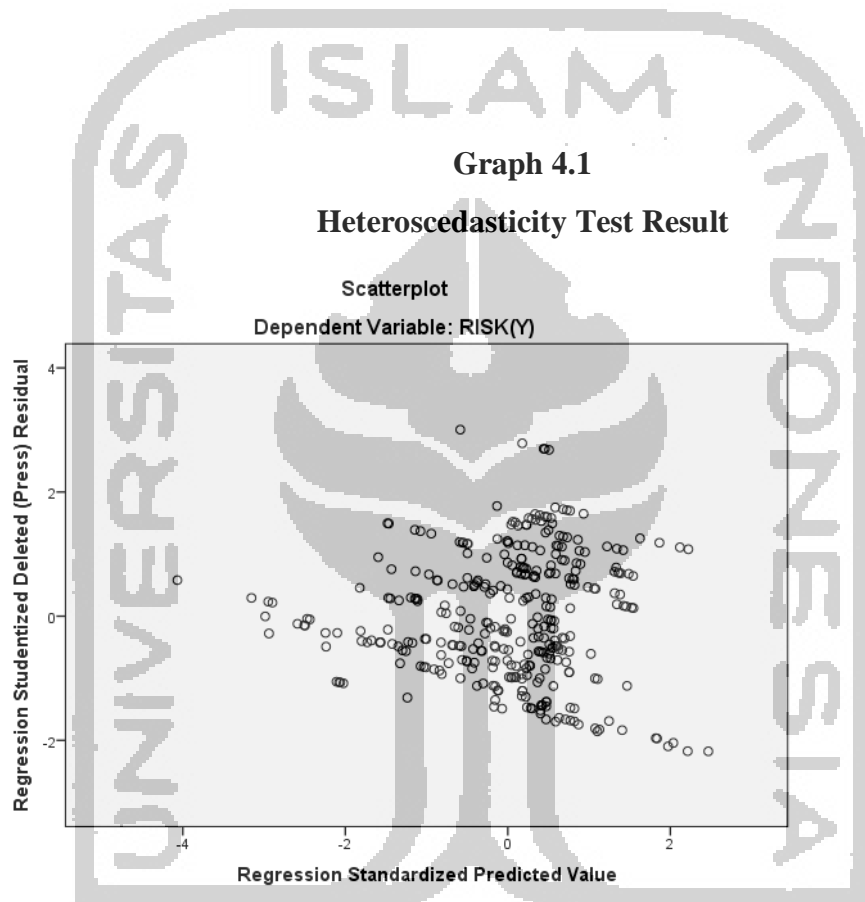 ISLAM
UNIVERSITAS
INDONESIA
Graph 4.1
Heteroscedasticity Test Result
Scatterplot
Dependent Variable: RISK(Y)
Regression Studentized Deleted (Press) Residual
4
2
0
-2
-4
-2
0
2
Regression Standardized Predicted Value